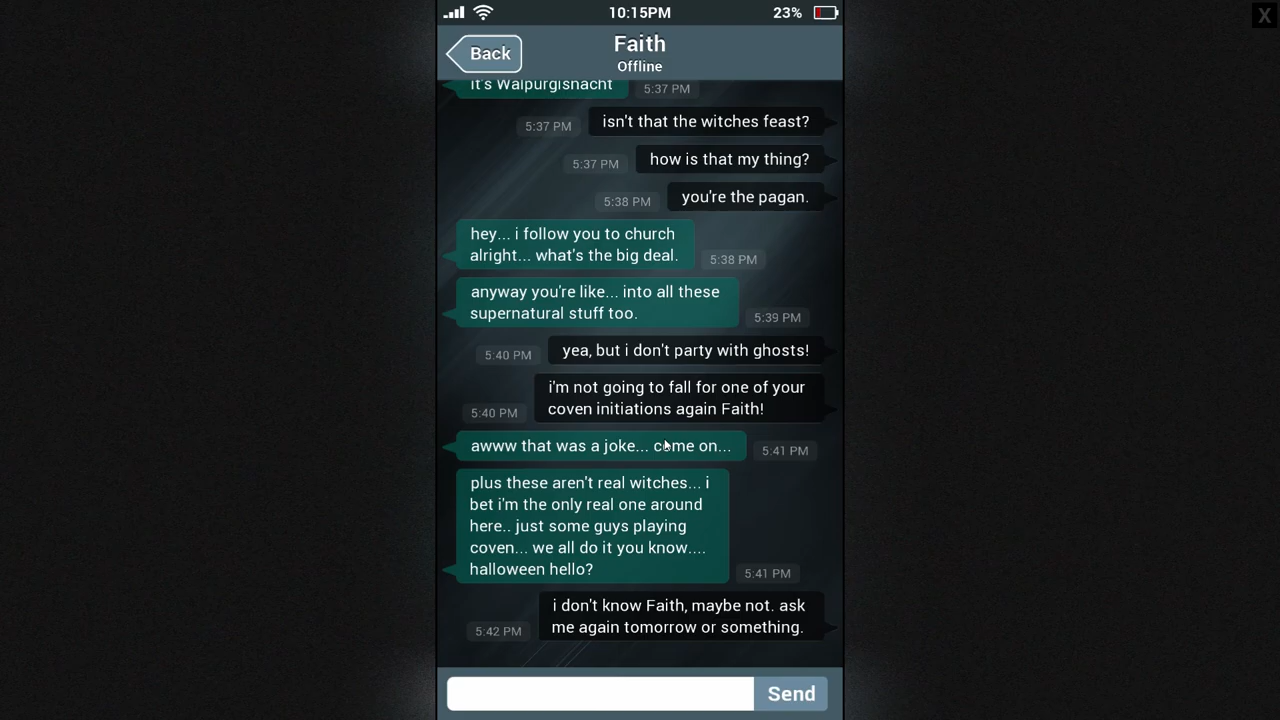 10:15PM
23%
X
Back
Faith
Offline
it's Walpurgisnacht
5:37 PM
isn't that the witches feast?
5:37 PM
how is that my thing?
5:37 PM
you're the pagan.
5:38 PM
hey... i follow you to church
alright... what's the big deal.
5:38 PM
anyway you're like... into all these
supernatural stuff too.
5:39 PM
yea, but i don't party with ghosts!
5:40 PM
i'm not going to fall for one of your
coven initiations again Faith!
5:40 PM
awww that was a joke... come on...
5:41 PM
plus these aren't real witches... i
bet i'm the only real one around
here.. just some guys playing
coven... we all do it you know....
halloween hello?
5:41 PM
i don't know Faith, maybe not. ask
me again tomorrow or something.
5:42 PM
Send